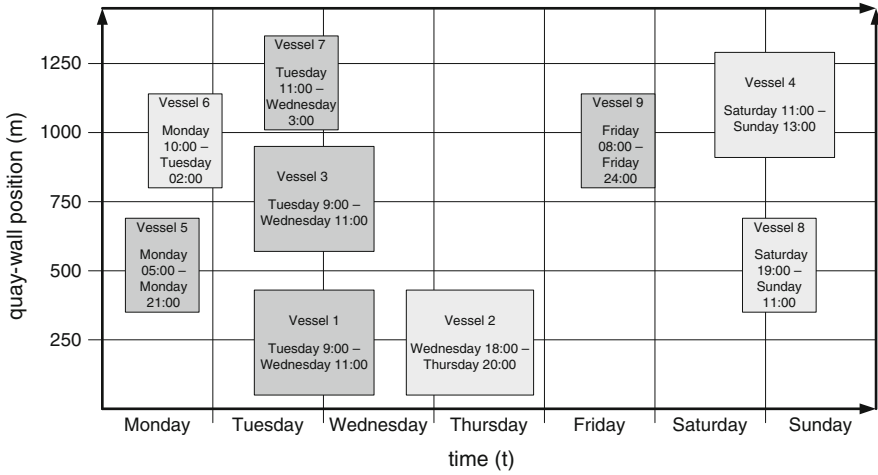 quay-wall position (m)
1250
1000
750
500
250
Vessel 7
Tuesday
11:00 –
Wednesday
3:00
Vessel 6
Monday
10:00 –
Tuesday
02:00
Vessel 9
Friday
08:00 –
Friday
24:00
Vessel 4
Saturday 11:00 –
Sunday 13:00
Vessel 3
Tuesday 9:00 –
Wednesday 11:00
Vessel 5
Monday
05:00 –
Monday
21:00
Vessel 8
Saturday
19:00 –
Sunday
11:00
Vessel 1
Tuesday 9:00 –
Wednesday 11:00
Vessel 2
Wednesday 18:00 –
Thursday 20:00
Monday
Tuesday
Wednesday
Thursday
Friday
Saturday
Sunday
time (t)